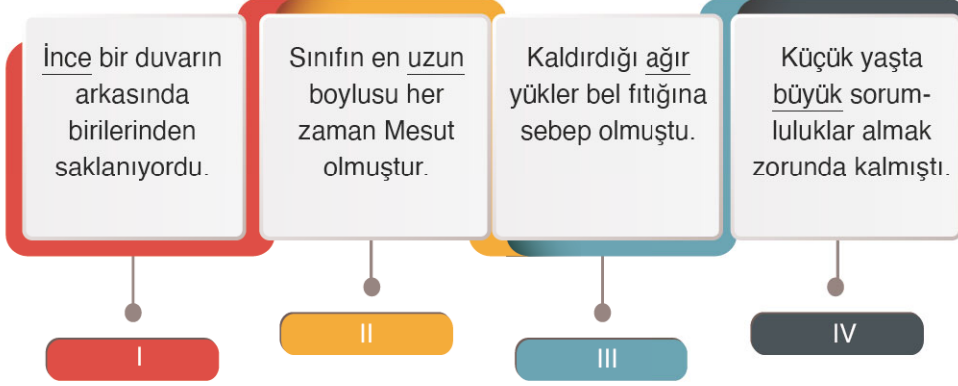 İnce bir duvarın
arkasında
birilerinden
saklanıyordu.
Sınıfın en uzun
boylusu her
zaman Mesut
olmuştur.
Kaldırdığı ağır
yükler bel fıtığına
sebep olmuştu.
Küçük yaşta
büyük sorum-
luluklar almak
zorunda kalmıştı.
I
II
III
IV